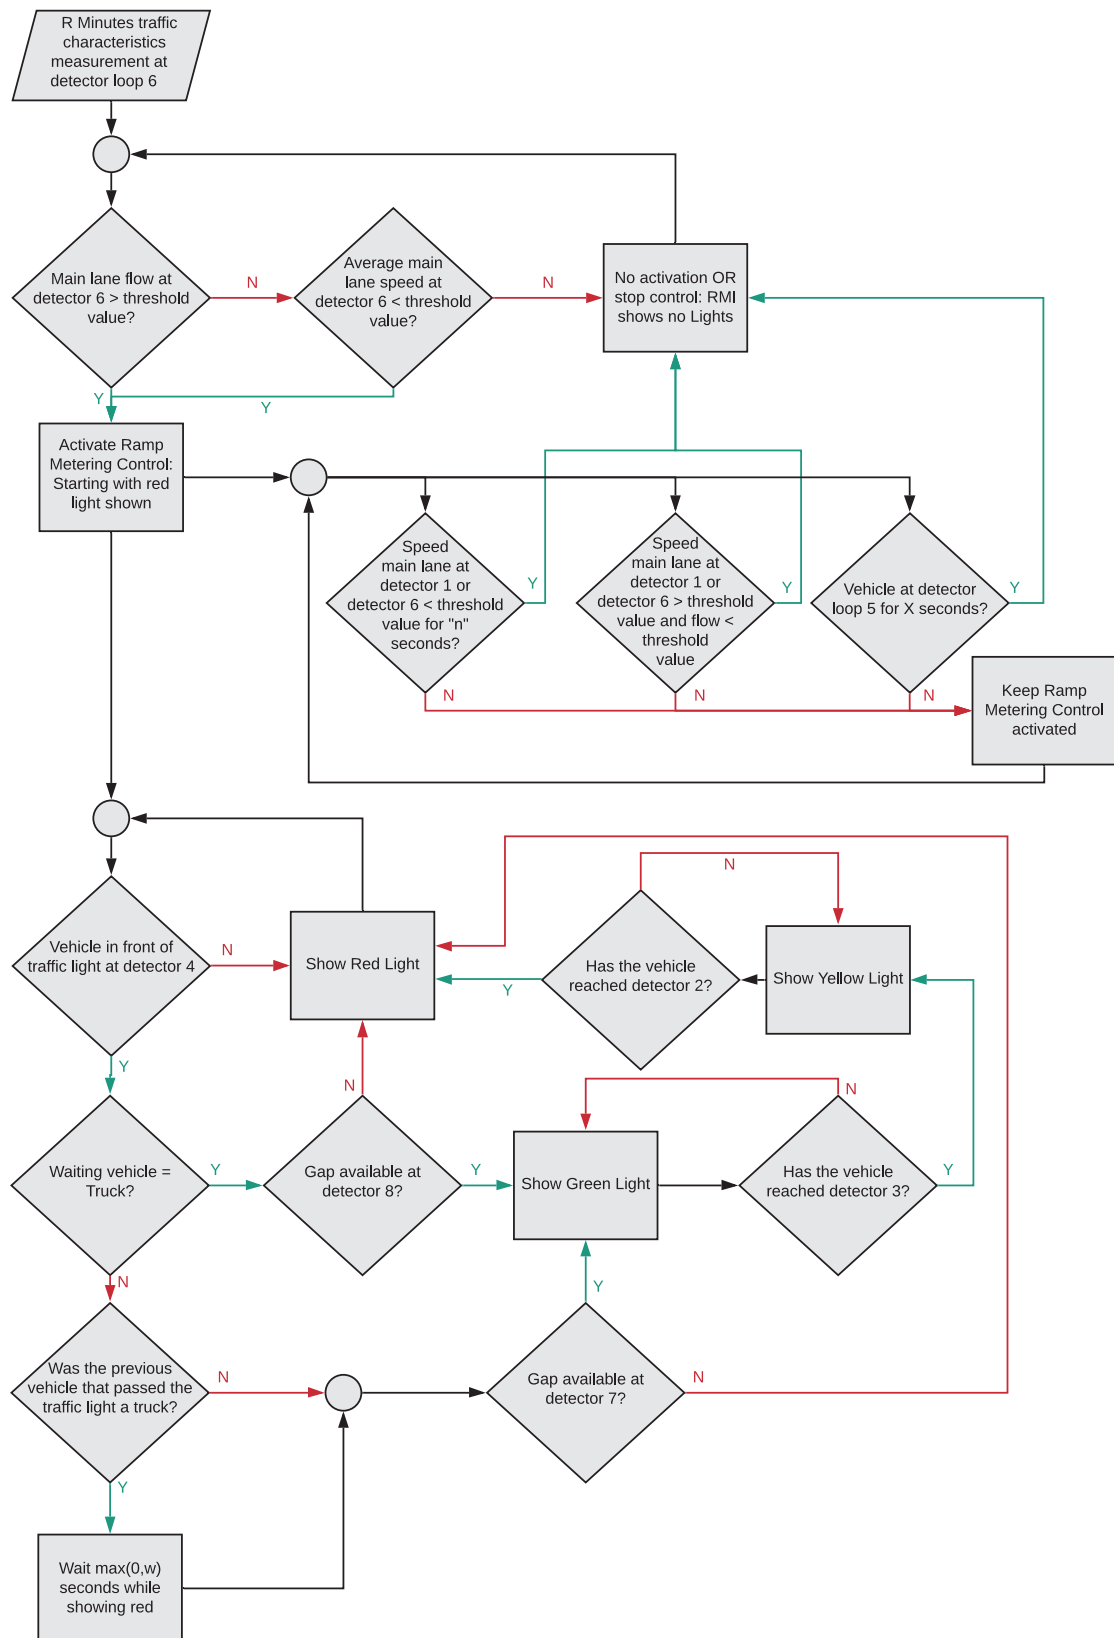 R Minutes traffic
characteristics
measurement at
detector loop 6
Main lane flow at
detector 6 > threshold
value?
N
Average main
lane speed at
detector 6 < threshold
value?
N
No activation OR
stop control: RMI
shows no Lights
Y
Y
Activate Ramp
Metering Control:
Starting with red
light shown
Speed
main lane at
detector 1 or
detector 6 < threshold
value for "n"
seconds?
Y
Speed
main lane at
detector 1 or
detector 6 > threshold
value and flow <
threshold
value
Y
Vehicle at detector
loop 5 for X seconds?
Y
N
N
N
Keep Ramp
Metering Control
activated
Vehicle in front of
traffic light at detector 4
N
Show Red Light
Y
Has the vehicle
reached detector 2?
N
Show Yellow Light
Y
Waiting vehicle =
Truck?
Y
Gap available at
detector 8?
N
Y
Show Green Light
Has the vehicle
reached detector 3?
N
Y
N
Was the previous
vehicle that passed the
traffic light a truck?
N
Gap available at
detector 7?
Y
N
Y
Wait max(0,w)
seconds while
showing red